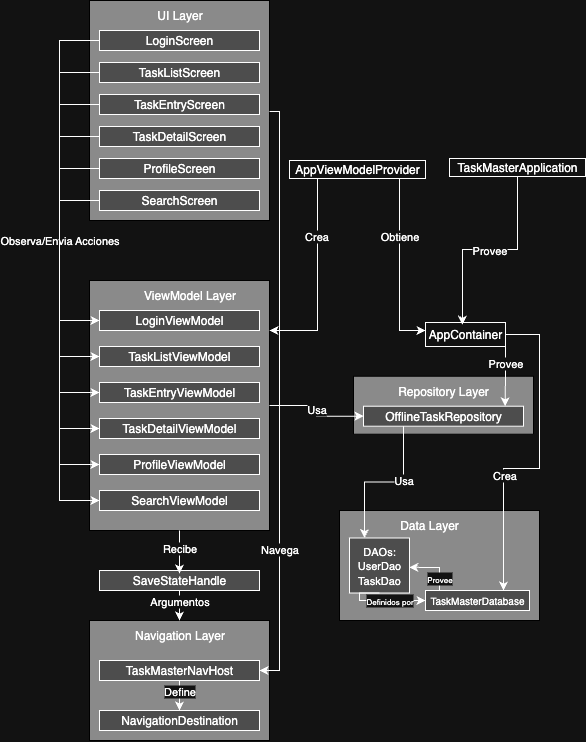 UI Layer
LoginScreen
TaskListScreen
TaskEntryScreen
TaskDetailScreen
ProfileScreen
SearchScreen
AppViewModelProvider
TaskMasterApplication
Observa/Envia Acciones
Crea
Obtiene
Provee
ViewModel Layer
LoginViewModel
TaskListViewModel
TaskEntryViewModel
TaskDetailViewModel
ProfileViewModel
SearchViewModel
AppContainer
Provee
Repository Layer
OfflineTaskRepository
Usa
Usa
Crea
Data Layer
DAOs:
UserDao
TaskDao
Provee
Definidos por
TaskMasterDatabase
Recibe
Navega
SaveStateHandle
Argumentos
Navigation Layer
TaskMasterNavHost
Define
NavigationDestination